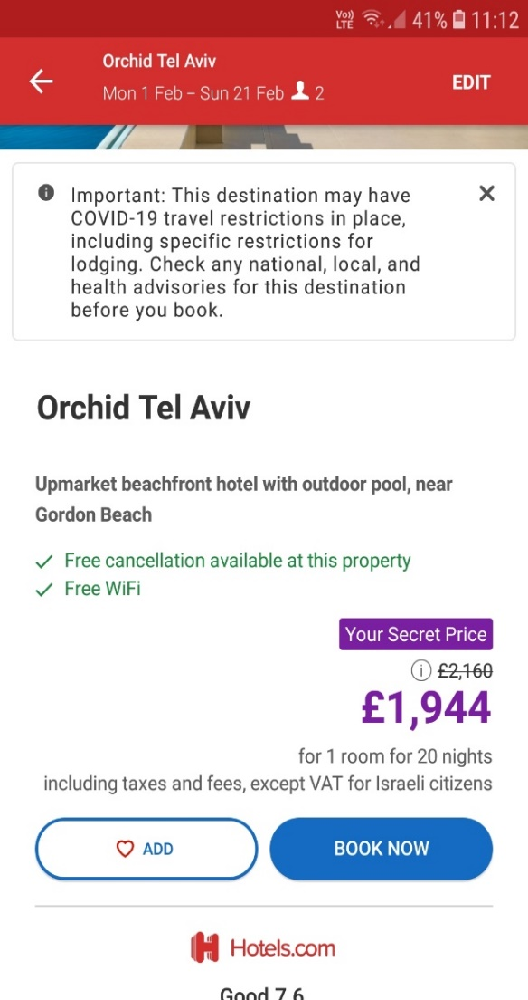 Vo)) LTE 41% 11:12
Orchid Tel Aviv
Mon 1 Feb – Sun 21 Feb 2
EDIT
Important: This destination may have
COVID-19 travel restrictions in place,
including specific restrictions for
lodging. Check any national, local, and
health advisories for this destination
before you book.
Orchid Tel Aviv
Upmarket beachfront hotel with outdoor pool, near
Gordon Beach
Free cancellation available at this property
Free WiFi
Your Secret Price
£2,160
£1,944
for 1 room for 20 nights
including taxes and fees, except VAT for Israeli citizens
ADD
BOOK NOW
Hotels.com
Good 7.6